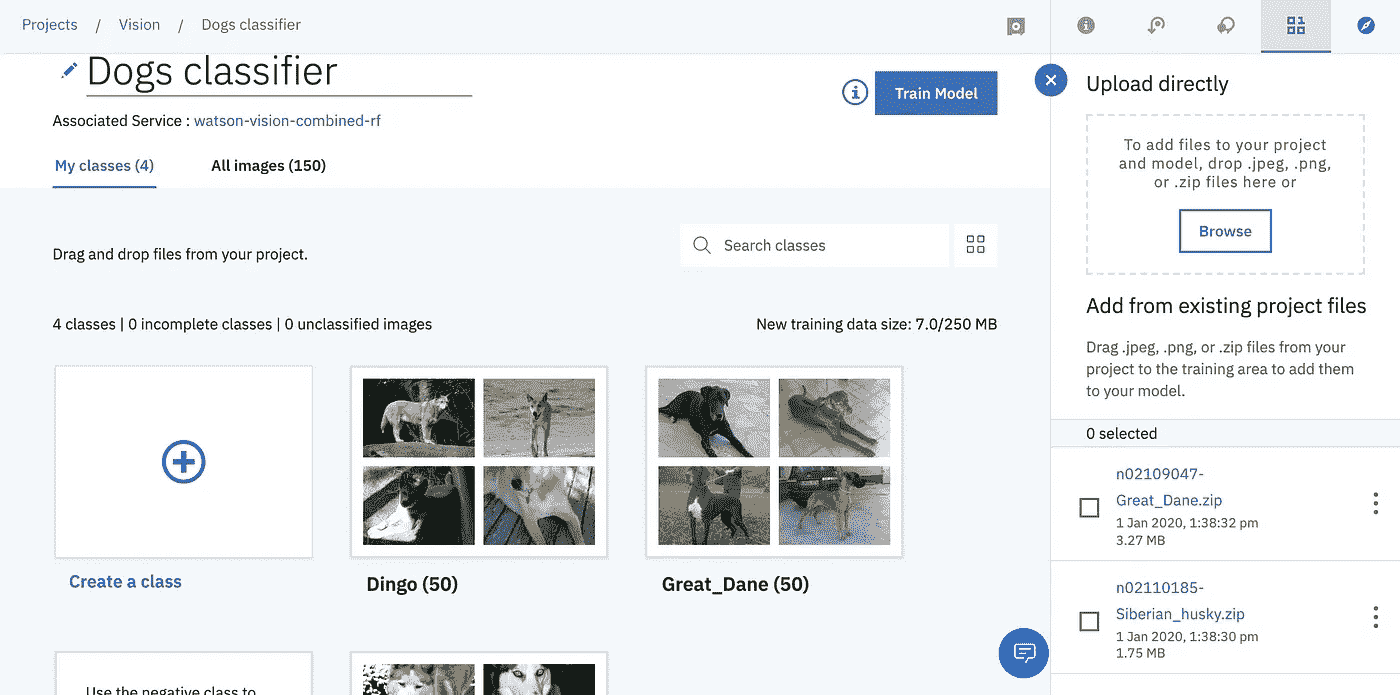 Projects / Vision / Dogs classifier
Dogs classifier
Train Model
Associated Service : watson-vision-combined-rf
My classes (4)
All images (150)
Drag and drop files from your project.
Search classes
4 classes | 0 incomplete classes | 0 unclassified images
New training data size: 7.0/250 MB
Create a class
Dingo (50)
Great_Dane (50)
Use the negative class to
Upload directly
To add files to your project
and model, drop .jpeg, .png,
or .zip files here or
Browse
Add from existing project files
Drag .jpeg, .png, or .zip files from your
project to the training area to add them
to your model.
0 selected
n02109047-
Great_Dane.zip
1 Jan 2020, 1:38:32 pm
3.27 MB
n02110185-
Siberian_husky.zip
1 Jan 2020, 1:38:30 pm
1.75 MB